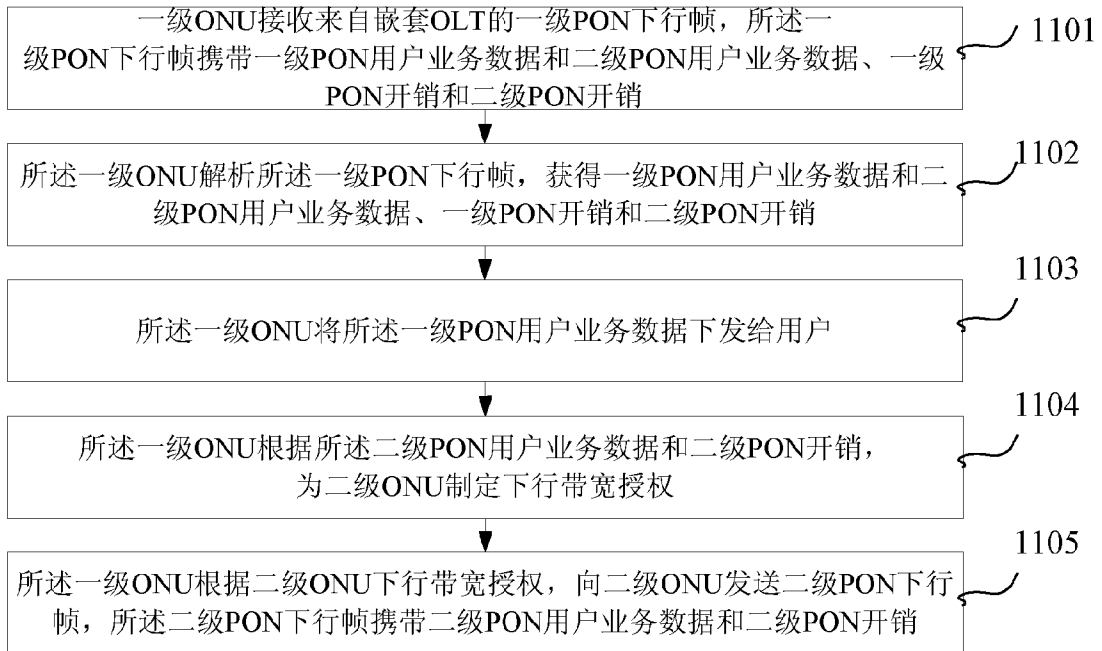 一级ONU接收来自嵌套OLT的一级PON下行帧，所述一
级PON下行帧携带一级PON用户业务数据和二级PON用户业务数据、一级
PON开销和二级PON开销
1101
所述一级ONU解析所述一级PON下行帧，获得一级PON用户业务数据和二
级PON用户业务数据、一级PON开销和二级PON开销
1102
所述一级ONU将所述一级PON用户业务数据下发给用户
1103
所述一级ONU根据所述二级PON用户业务数据和二级PON开销，
为二级ONU制定下行带宽授权
1104
所述一级ONU根据二级ONU下行带宽授权，向二级ONU发送二级PON下行
帧，所述二级PON下行帧携带二级PON用户业务数据和二级PON开销
1105